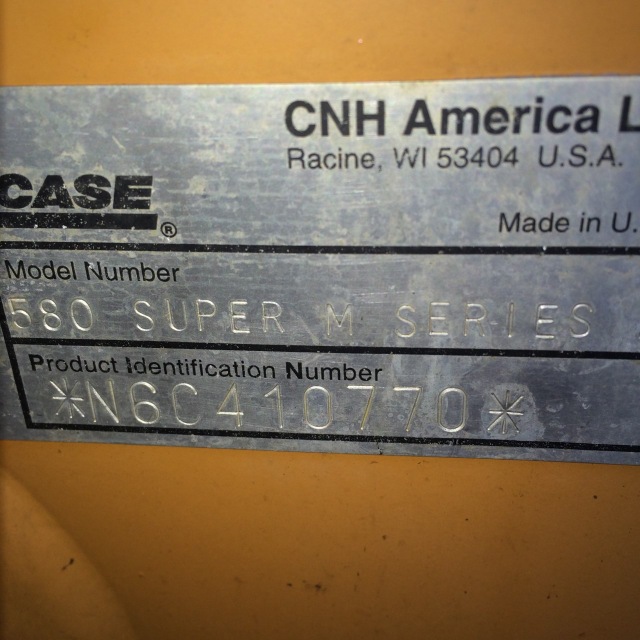 CNH America L
Racine, WI 53404 U.S.A.
CASE®
Made in U.
Model Number
580 SUPER M SERIES
Product Identification Number
*N6C410770*